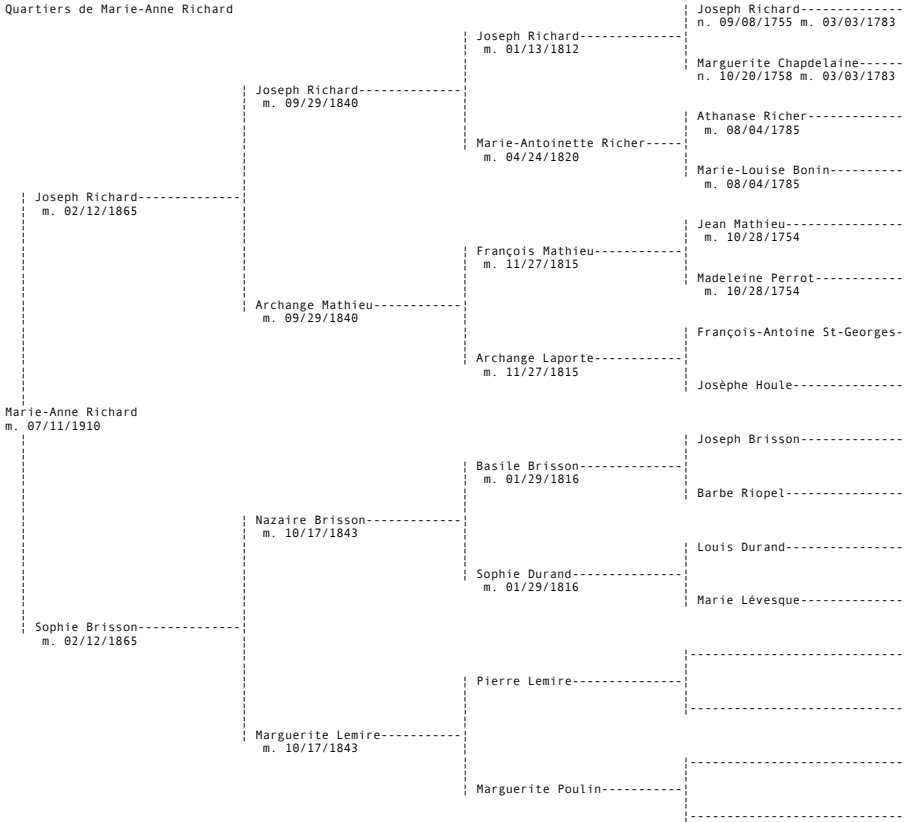 Quartiers de Marie-Anne Richard
Joseph Richard
n. 09/08/1755 m. 03/03/1783
Joseph Richard
m. 01/13/1812
Marguerite Chapdelaine
n. 10/20/1758 m. 03/03/1783
Joseph Richard
m. 09/29/1840
Athanase Richer
m. 08/04/1785
Marie-Antoinette Richer
m. 04/24/1820
Marie-Louise Bonin
m. 08/04/1785
Joseph Richard
m. 02/12/1865
Jean Mathieu
m. 10/28/1754
François Mathieu
m. 11/27/1815
Madeleine Perrot
m. 10/28/1754
Archange Mathieu
m. 09/29/1840
François-Antoine St-Georges
Archange Laporte
m. 11/27/1815
Josèphe Houle
Marie-Anne Richard
m. 07/11/1910
Joseph Brisson
Basile Brisson
m. 01/29/1816
Barbe Riopel
Nazaire Brisson
m. 10/17/1843
Louis Durand
Sophie Durand
m. 01/29/1816
Marie Lévesque
Sophie Brisson
m. 02/12/1865
Pierre Lemire
Marguerite Lemire
m. 10/17/1843
Marguerite Poulin